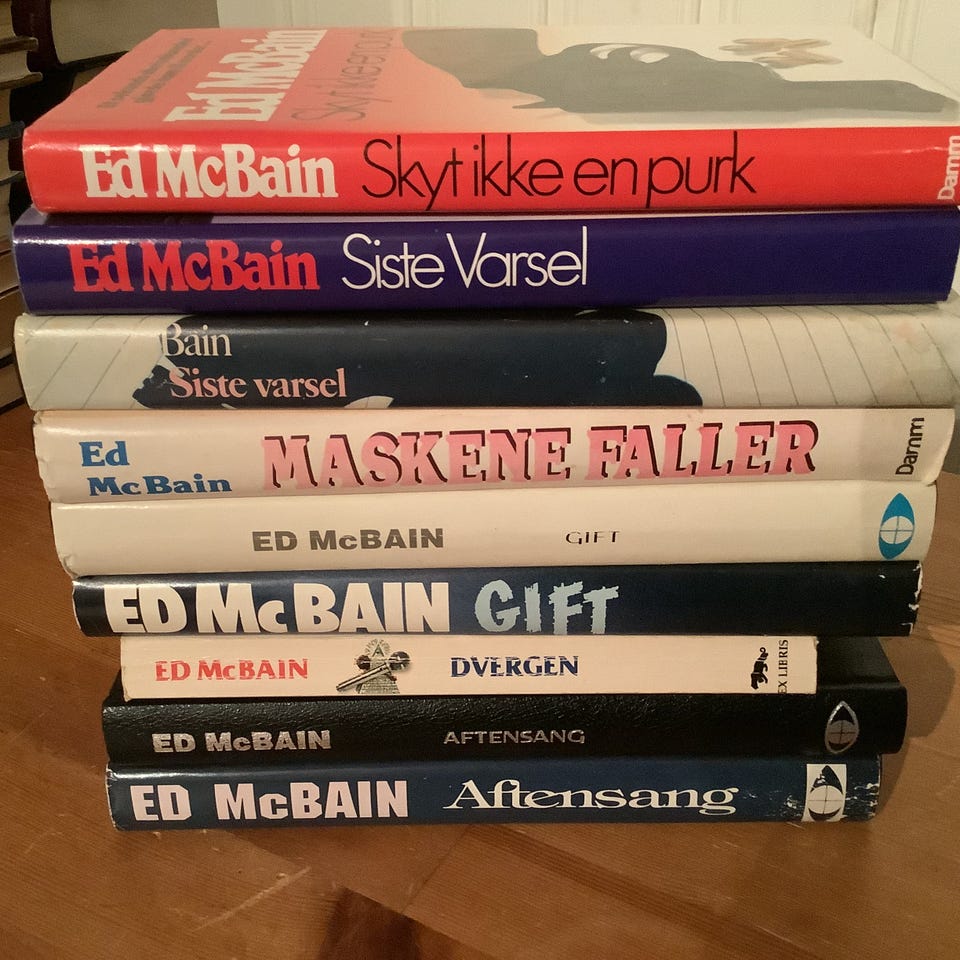 Ed McBain
Skyt ikke en purk
Ed McBain Skyt ikke en purk Damm
Ed McBain Siste Varsel
Bain
Siste varsel
Ed
McBain MASKENE FALLER Damm
ED McBAIN GIFT
ED McBAIN GIFT
ED McBAIN DVERGEN EX LIBRIS
ED McBAIN AFTENSANG
ED McBAIN Aftensang